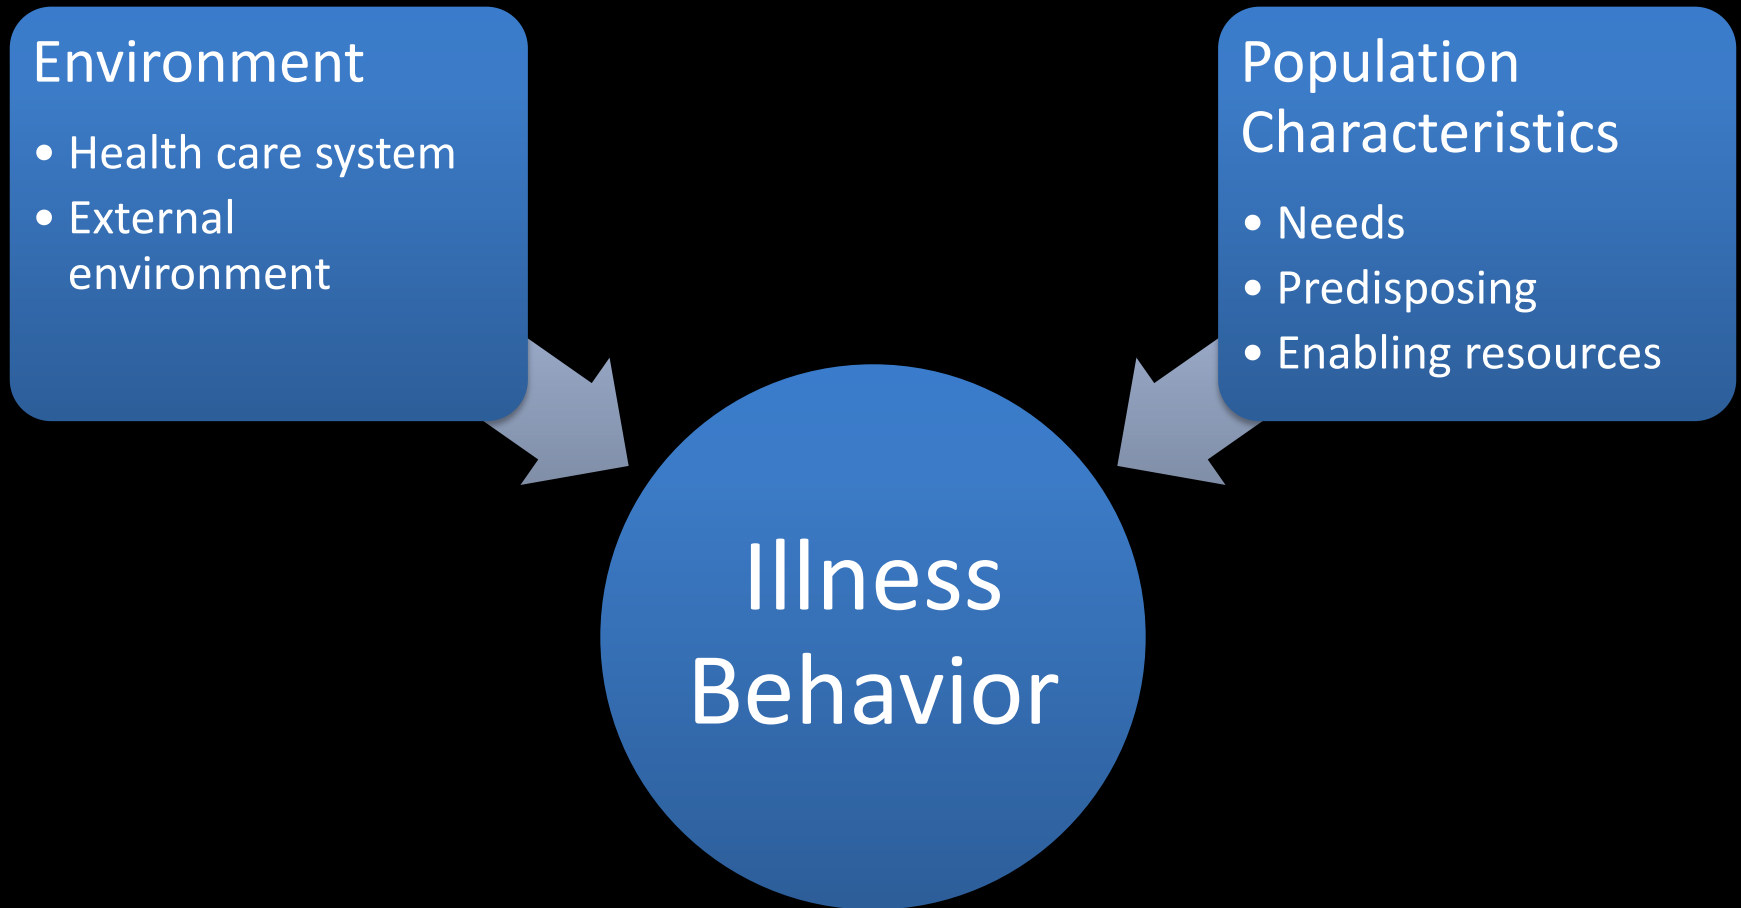 Environment
• Health care system
• External
environment
Population
Characteristics
• Needs
• Predisposing
• Enabling resources
Illness
Behavior